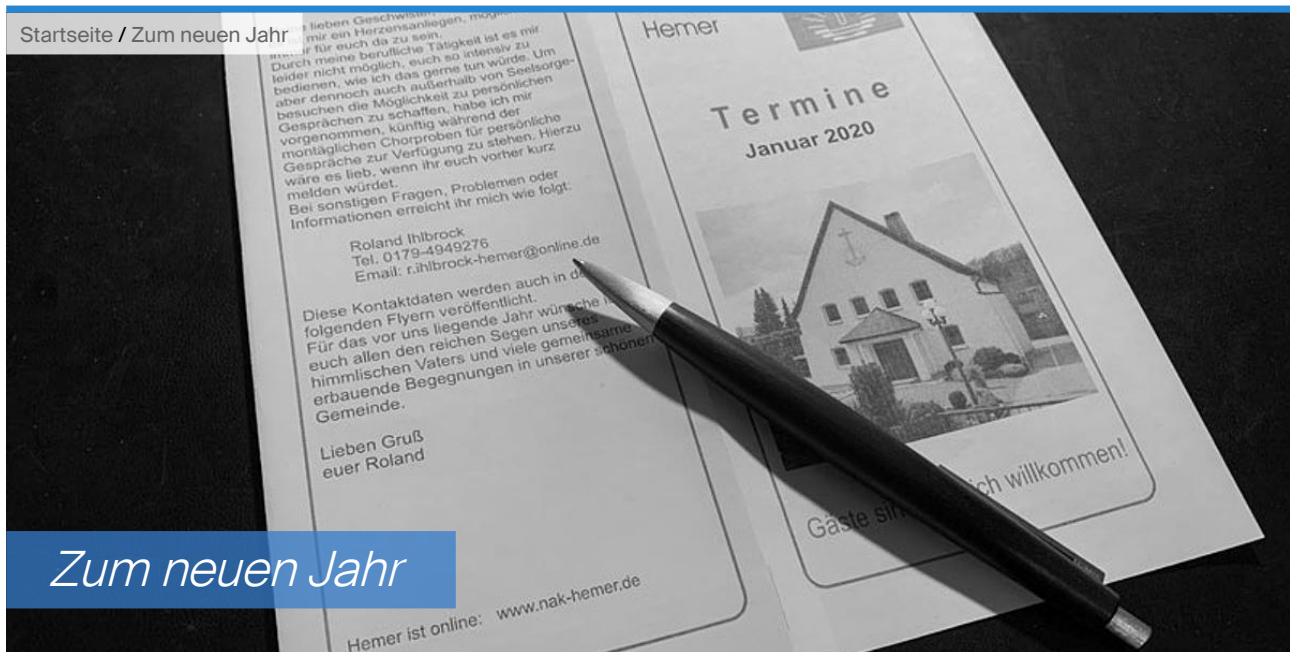 Startseite / Zum neuen Jahr
lieben
mir ein Herzensanliegen,
für euch da zu sein.
Durch meine berufliche Tätigkeit ist es mir
leider nicht möglich, euch so intensiv zu
bedienen, wie ich das gerne tun würde. Um
aber dennoch auch außerhalb von Seelsorge-
besuchen die Möglichkeit zu persönlichen
Gesprächen zu schaffen, habe ich mir
vorgenommen, künftig während der
montäglichen Chorproben für persönliche
Gespräche zur Verfügung zu stehen. Hierzu
wäre es lieb, wenn ihr euch vorher kurz
melden würdet.
Bei sonstigen Fragen, Problemen oder
Informationen erreicht ihr mich wie folgt:
Roland Ihlbrock
Tel. 0179-4949276
Email: r.ihlbrock-hemer@online.de
Diese Kontaktdaten werden auch in
folgenden Flyern veröffentlicht.
Für das vor uns liegende Jahr wünsche
euch allen den reichen Segen unseres
himmlischen Vaters und viele gemeinsame
erbauende Begegnungen in unserer schönen
Gemeinde.
Lieben Gruß
euer Roland
Hemer ist online: www.nak-hemer.de
Hemer
Termine
Januar 2020
Gäste willkommen!
Zum neuen Jahr